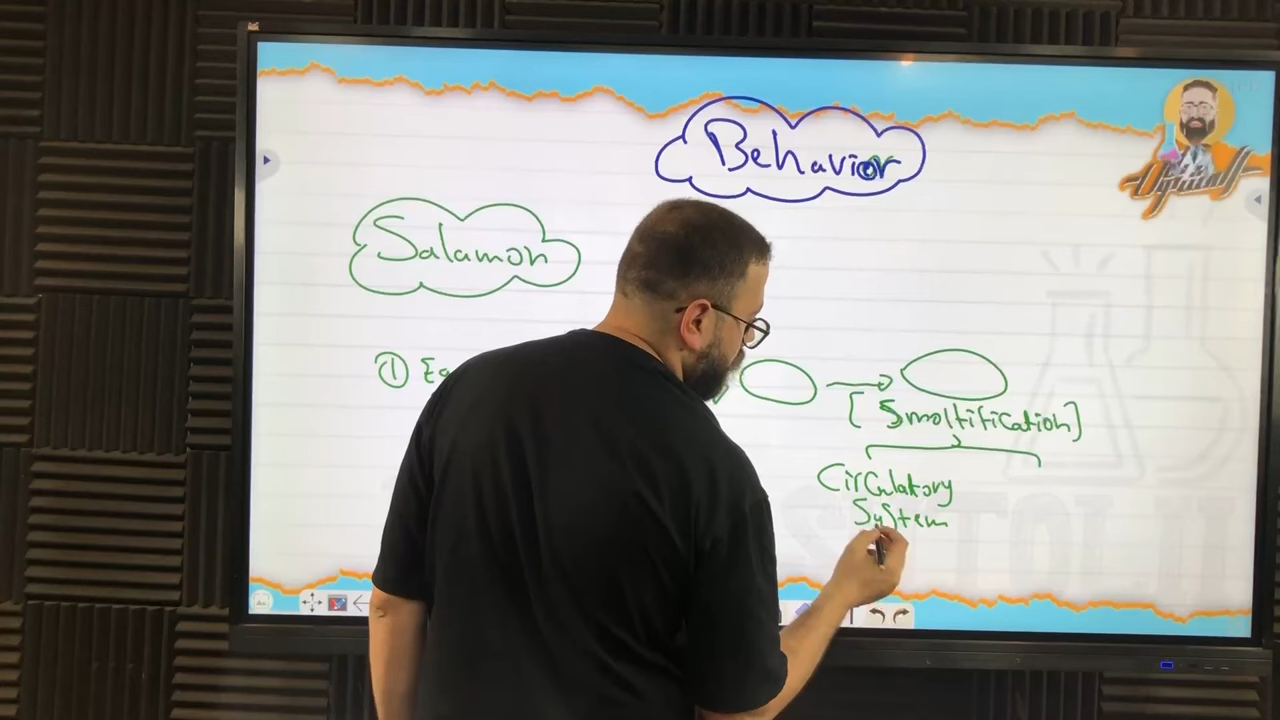 Behavior
Salamon
①
[ Smoltification ]
Circulatory
System